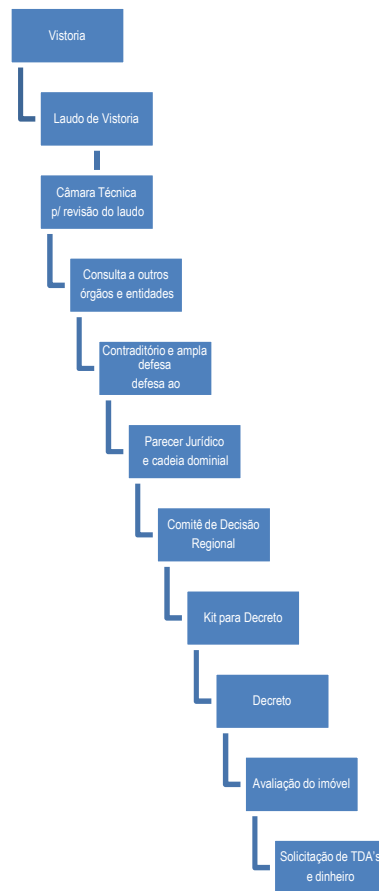 Vistoria
Laudo de Vistoria
Câmara Técnica
p/ revisão do laudo
Consulta a outros
órgãos e entidades
Contraditório e ampla
defesa
defesa ao
Parecer Jurídico
e cadeia dominial
Comitê de Decisão
Regional
Kit para Decreto
Decreto
Avaliação do imóvel
Solicitação de TDA's
e dinheiro